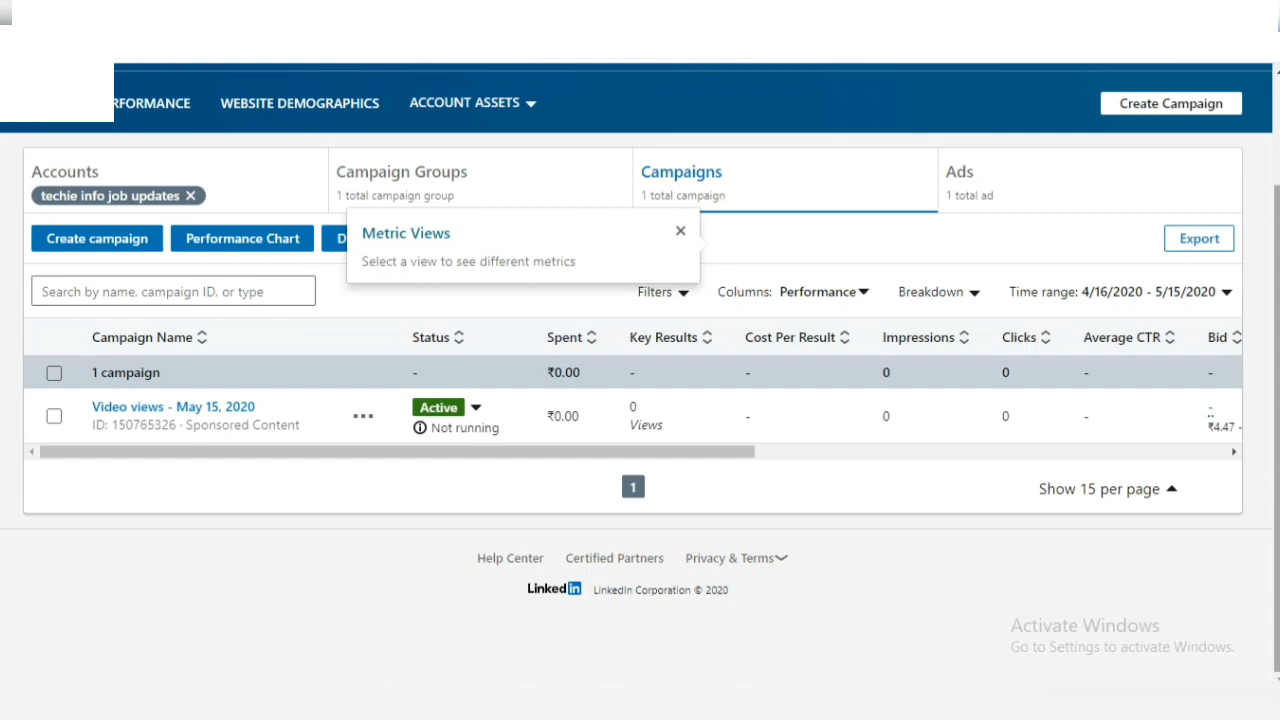 RFORMANCE WEBSITE DEMOGRAPHICS ACCOUNT ASSETS Create Campaign
Accounts Campaign Groups Campaigns Ads
techie info job updates 1 total campaign group 1 total campaign 1 total ad
Metric Views
Create campaign Performance Chart D Export
Select a view to see different metrics
Search by name, campaign ID, or type Filters Columns: Performance Breakdown Time range: 4/16/2020 - 5/15/2020
Campaign Name Status Spent Key Results Cost Per Result Impressions Clicks Average CTR Bid
1 campaign - ₹0.00 - - 0 0 - -
Video views - May 15, 2020 Active ₹0.00 0 - 0 0 - -
ID: 150765326 · Sponsored Content Not running Views ₹4.47 -
1
Show 15 per page
Help Center Certified Partners Privacy & Terms
Linked in LinkedIn Corporation © 2020
Activate Windows
Go to Settings to activate Windows.